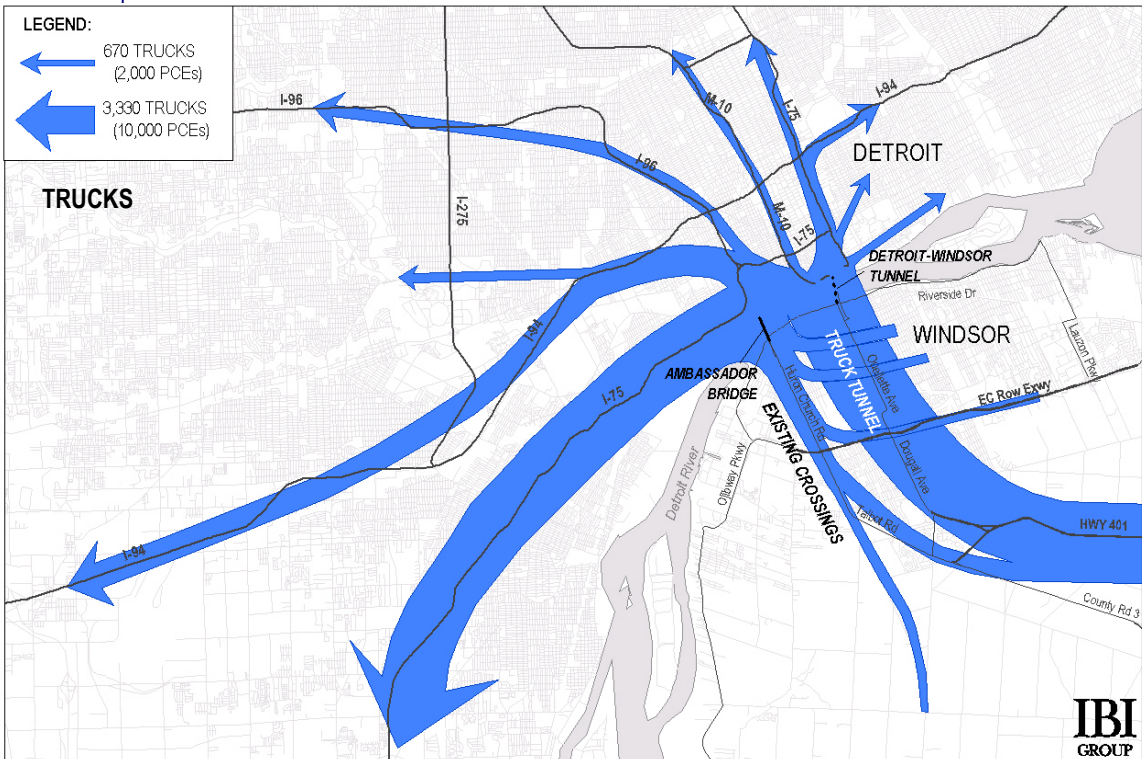 LEGEND:
670 TRUCKS
(2,000 PCEs)
3,330 TRUCKS
(10,000 PCEs)
TRUCKS
I-96
I-96
I-275
M-10
I-75
I-94
DETROIT
M-10
I-75
DETROIT-WINDSOR
TUNNEL
Riverside Dr
WINDSOR
Lauzon Pkwy
I-94
I-75
AMBASSADOR
BRIDGE
TRUCK TUNNEL
Ouellette Ave
Huron Church Rd
EC Row Exwy
EXISTING CROSSINGS
Dougall Ave
Detroit River
Ojibway Pkwy
Talbot Rd
HWY 401
County Rd 3
I-94
IBI
GROUP